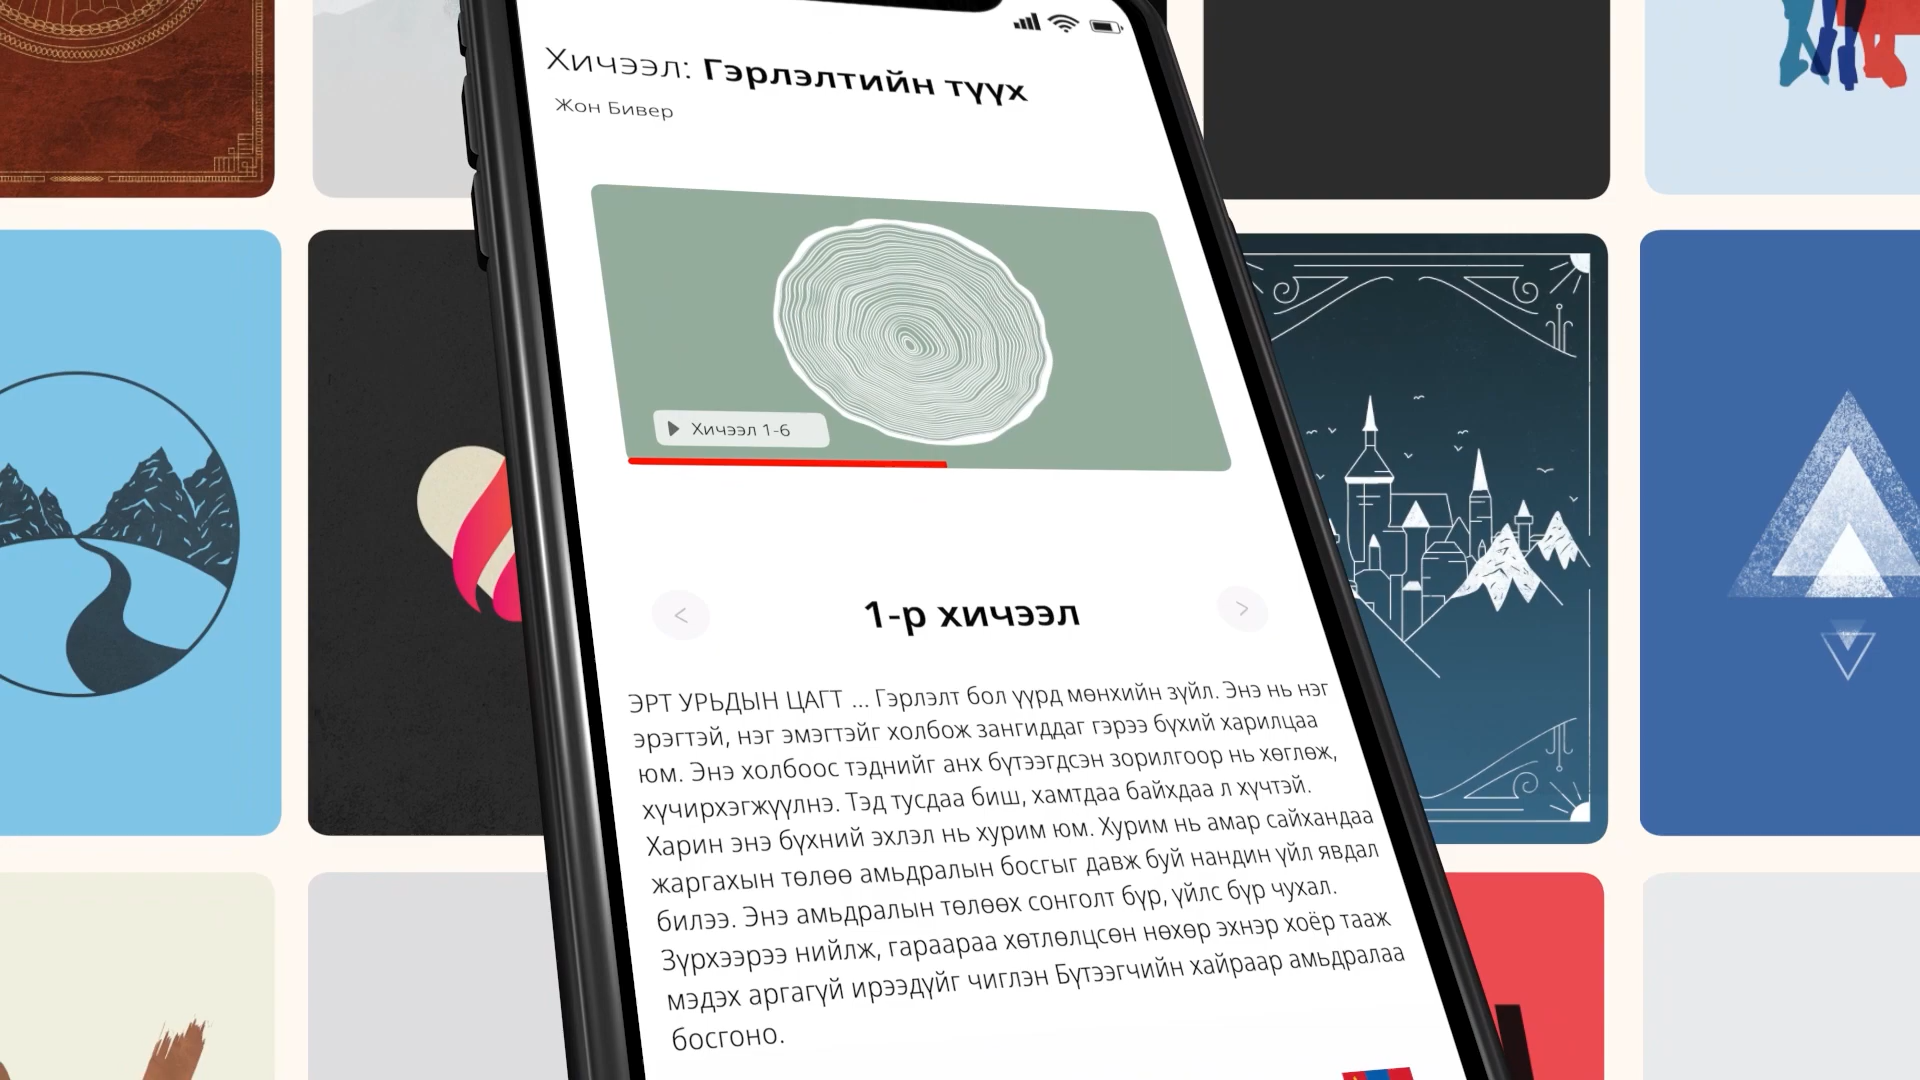 Хичээл: Гэрлэлтийн түүх
Жон Бивер
Хичээл 1-6
1-р хичээл
ЭРТ УРЬДЫН ЦАГТ ... Гэрлэлт бол үүрд мөнхийн зүйл. Энэ нь нэг
эрэгтэй, нэг эмэгтэйг холбож зангиддаг гэрээ бүхий харилцаа
юм. Энэ холбоос тэднийг анх бүтээгдсэн зорилгоор нь хөглөж,
хүчирхэгжүүлнэ. Тэд тусдаа биш, хамтдаа байхдаа л хүчтэй.
Харин энэ бүхний эхлэл нь хурим юм. Хурим нь амар сайхандаа
жаргахын төлөө амьдралын босгыг давж буй нандин үйл явдал
билээ. Энэ амьдралын төлөөх сонголт бүр, үйлс бүр чухал.
Зүрхээрээ нийлж, гараараа хөтлөлцсөн нөхөр эхнэр хоёр тааж
мэдэх аргагүй ирээдүйг чиглэн Бүтээгчийн хайраар амьдралаа
босгоно.